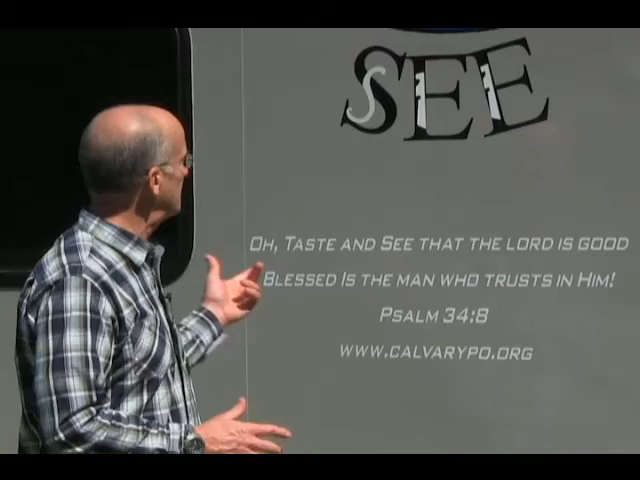 SEE
OH, TASTE AND SEE THAT THE LORD IS GOOD
BLESSED IS THE MAN WHO TRUSTS IN HIM!
PSALM 34:8
WWW.CALVARYPO.ORG